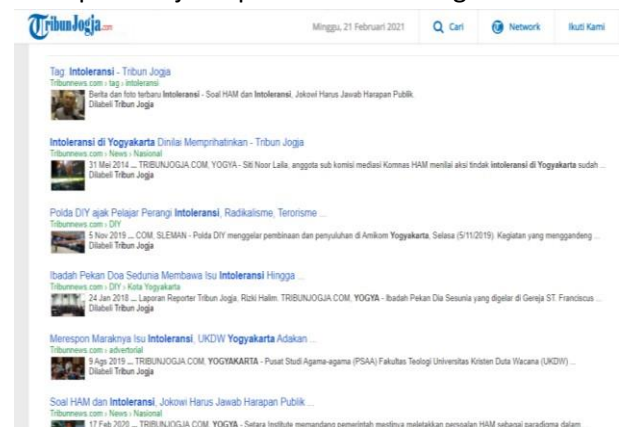 TribunJogja.com
Minggu, 21 Februari 2021
Cari
Network
Ikuti Kami
Tag: Intoleransi - Tribun Jogja
Tribunnews.com › tag › intoleransi
Berita dan foto terbaru Intoleransi - Soal HAM dan Intoleransi, Jokowi Harus Jawab Harapan Publik.
Dilabeli Tribun Jogja
Intoleransi di Yogyakarta Dinilai Memprihatinkan - Tribun Jogja
Tribunnews.com › News › Nasional
31 Mei 2014 ... TRIBUNJOGJA.COM, YOGYA - Siti Noor Laila, anggota sub komisi mediasi Komnas HAM menilai aksi tindak intoleransi di Yogyakarta sudah ...
Dilabeli Tribun Jogja
Polda DIY ajak Pelajar Perangi Intoleransi, Radikalisme, Terorisme ...
Tribunnews.com › DIY
5 Nov 2019 ... COM, SLEMAN - Polda DIY menggelar pembinaan dan penyuluhan di Amikom Yogyakarta, Selasa (5/11/2019). Kegiatan yang menggandeng ...
Dilabeli Tribun Jogja
Ibadah Pekan Doa Sedunia Membawa Isu Intoleransi Hingga ...
Tribunnews.com › DIY › Kota Yogyakarta
24 Jan 2018 ... Laporan Reporter Tribun Jogja, Rizki Halim. TRIBUNJOGJA.COM, YOGYA - Ibadah Pekan Dia Sesunia yang digelar di Gereja ST. Franciscus ...
Dilabeli Tribun Jogja
Merespon Maraknya Isu Intoleransi, UKDW Yogyakarta Adakan ...
Tribunnews.com › advertorial
9 Ags 2019 ... TRIBUNJOGJA.COM, YOGYAKARTA - Pusat Studi Agama-agama (PSAA) Fakultas Teologi Universitas Kristen Duta Wacana (UKDW) ...
Dilabeli Tribun Jogja
Soal HAM dan Intoleransi, Jokowi Harus Jawab Harapan Publik ...
Tribunnews.com › News › Nasional
17 Feb 2020 ... TRIBUNJOGJA.COM, YOGYA - Setara Institute memandang pemerintah mestinya meletakkan persoalan HAM sebagai paradigma dalam ...